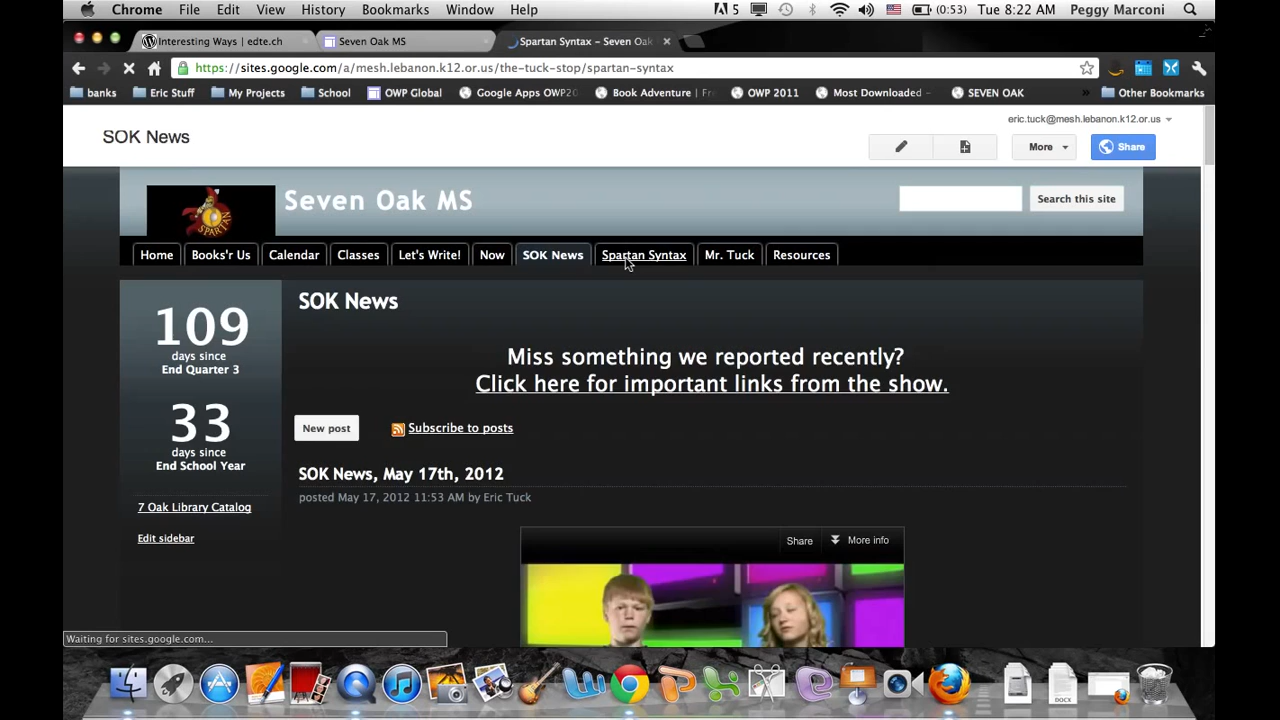 Chrome File Edit View History Bookmarks Window Help 5 (0:53) Tue 8:22 AM Peggy Marconi
Interesting Ways | edte.ch Seven Oak MS Spartan Syntax – Seven Oak
https://sites.google.com/a/mesh.lebanon.k12.or.us/the-tuck-stop/spartan-syntax
banks Eric Stuff My Projects School OWP Global Google Apps OWP20 Book Adventure | Fr OWP 2011 Most Downloaded – SEVEN OAK » Other Bookmarks
eric.tuck@mesh.lebanon.k12.or.us
SOK News
More Share
Seven Oak MS
SPARTAN
Search this site
Home Books'r Us Calendar Classes Let's Write! Now SOK News Spartan Syntax Mr. Tuck Resources
109
days since
End Quarter 3
33
days since
End School Year
7 Oak Library Catalog
Edit sidebar
SOK News
Miss something we reported recently?
Click here for important links from the show.
New post Subscribe to posts
SOK News, May 17th, 2012
posted May 17, 2012 11:53 AM by Eric Tuck
Share More info
Waiting for sites.google.com...
DOCX